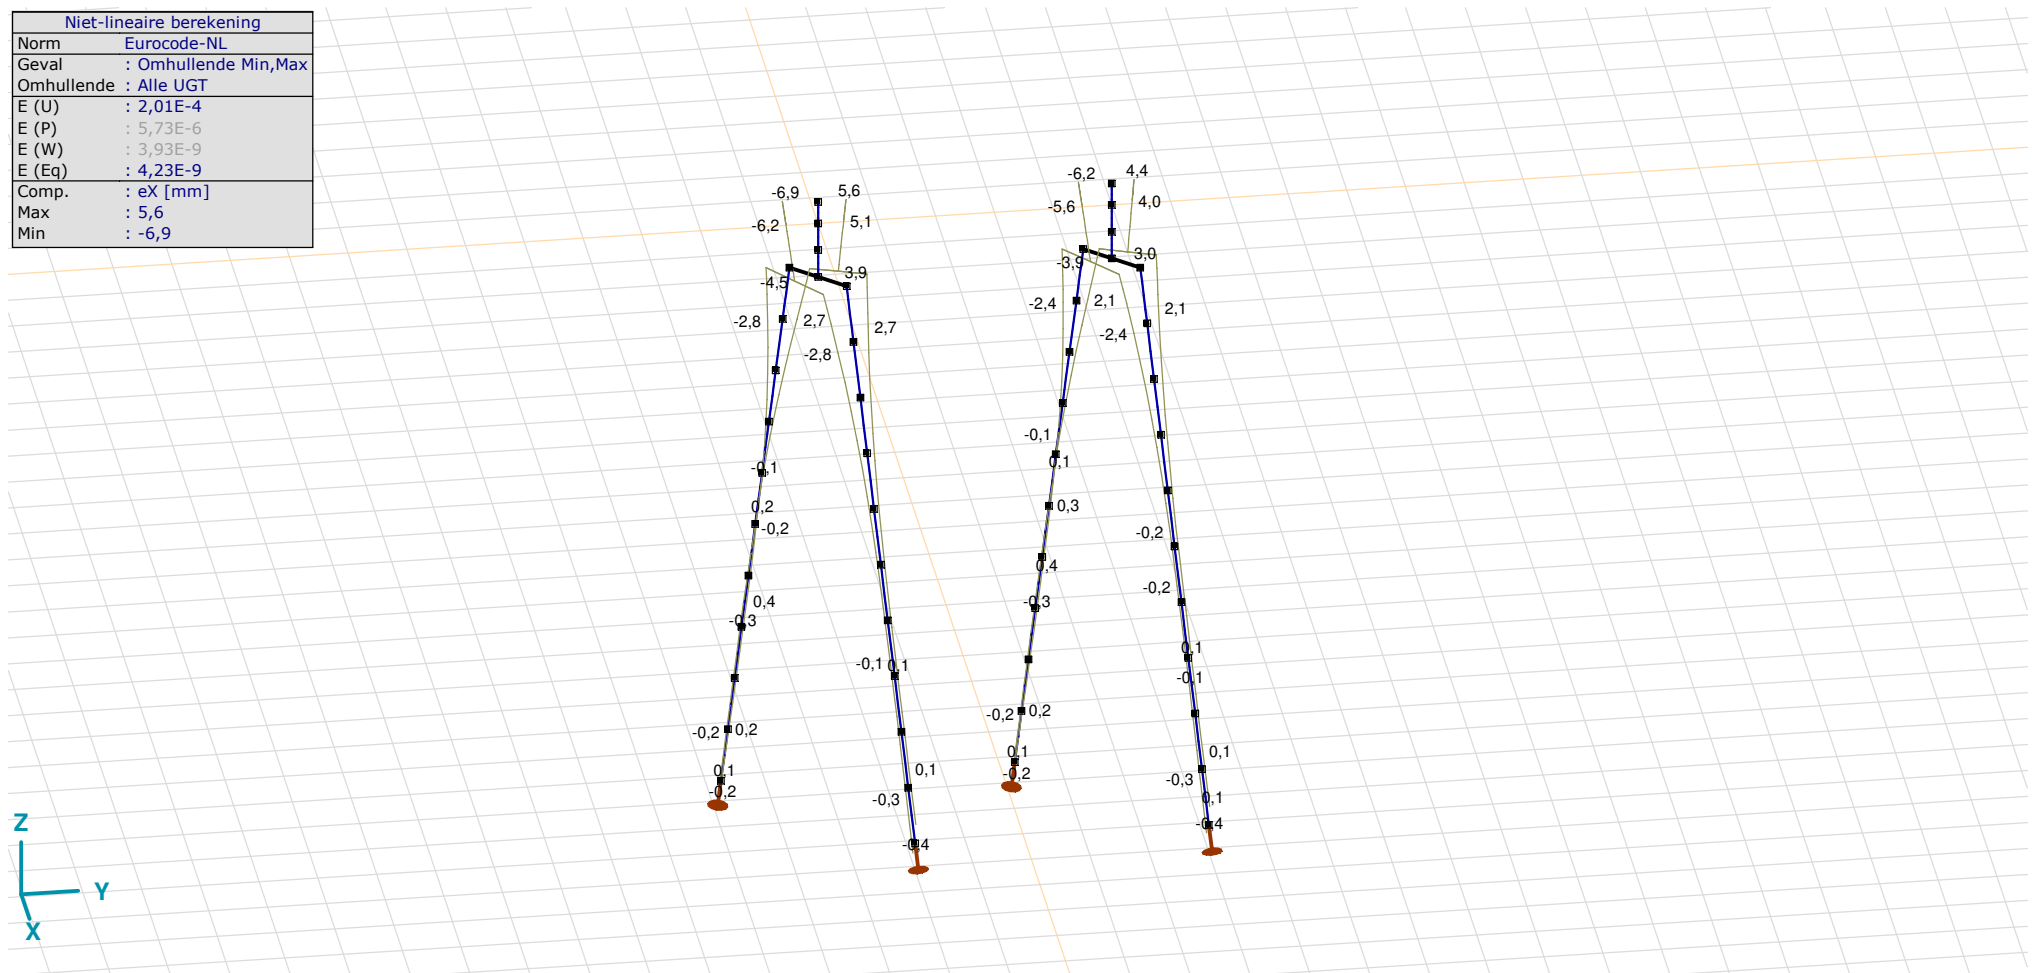 Niet-lineaire berekening
Norm Eurocode-NL
Geval : Omhullende Min,Max
Omhullende : Alle UGT
E (U) : 2,01E-4
E (P) : 5,73E-6
E (W) : 3,93E-9
E (Eq) : 4,23E-9
Comp. : eX [mm]
Max : 5,6
Min : -6,9
-6,9 5,6
-6,2 5,1
-4,5 3,9
-2,8 2,7 2,7
-2,8
-0,1
0,2
-0,2
0,4
-0,3
-0,1 0,1
-0,2 0,2
0,1
-0,2
0,1
-0,3
-0,4
-6,2 4,4
-5,6 4,0
-3,9 3,0
-2,4 2,1 2,1
-2,4
-0,1
0,1
0,3
-0,2
0,4
-0,3
-0,2
0,1
-0,1
-0,2 0,2
0,1
-0,2
0,1
-0,3
0,1
-0,4
Z
Y
X